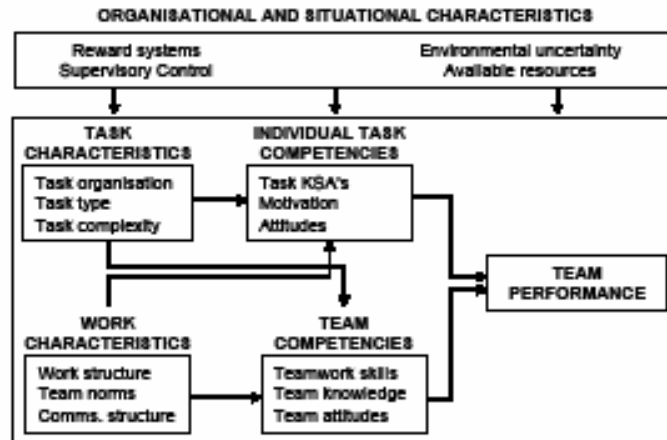 ORGANISATIONAL AND SITUATIONAL CHARACTERISTICS
Reward systems
Supervisory Control
Environmental uncertainty
Available resources
TASK
CHARACTERISTICS
Task organisation
Task type
Task complexity
INDIVIDUAL TASK
COMPETENCIES
Task KSA's
Motivation
Attitudes
WORK
CHARACTERISTICS
Work structure
Team norms
Comms. structure
TEAM
COMPETENCIES
Teamwork skills
Team knowledge
Team attitudes
TEAM
PERFORMANCE